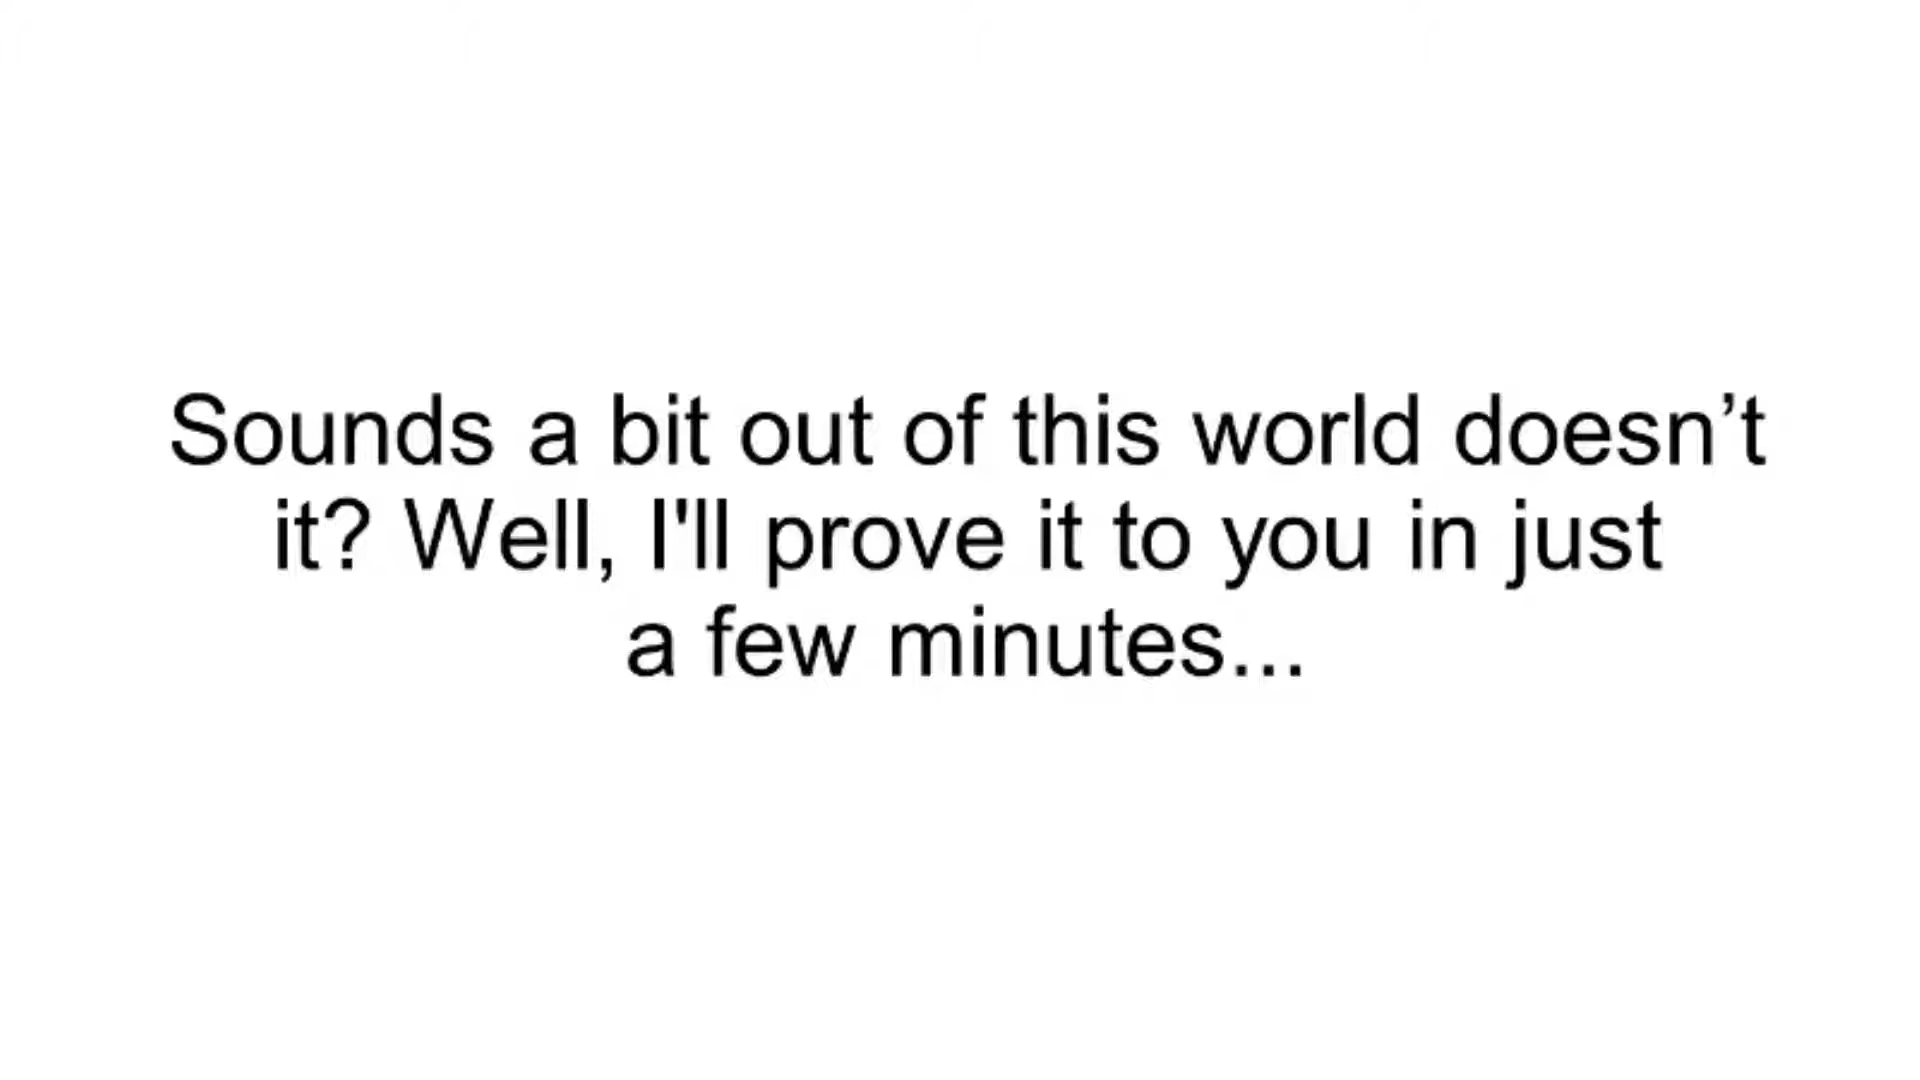 Sounds a bit out of this world doesn’t
it? Well, I'll prove it to you in just
a few minutes...